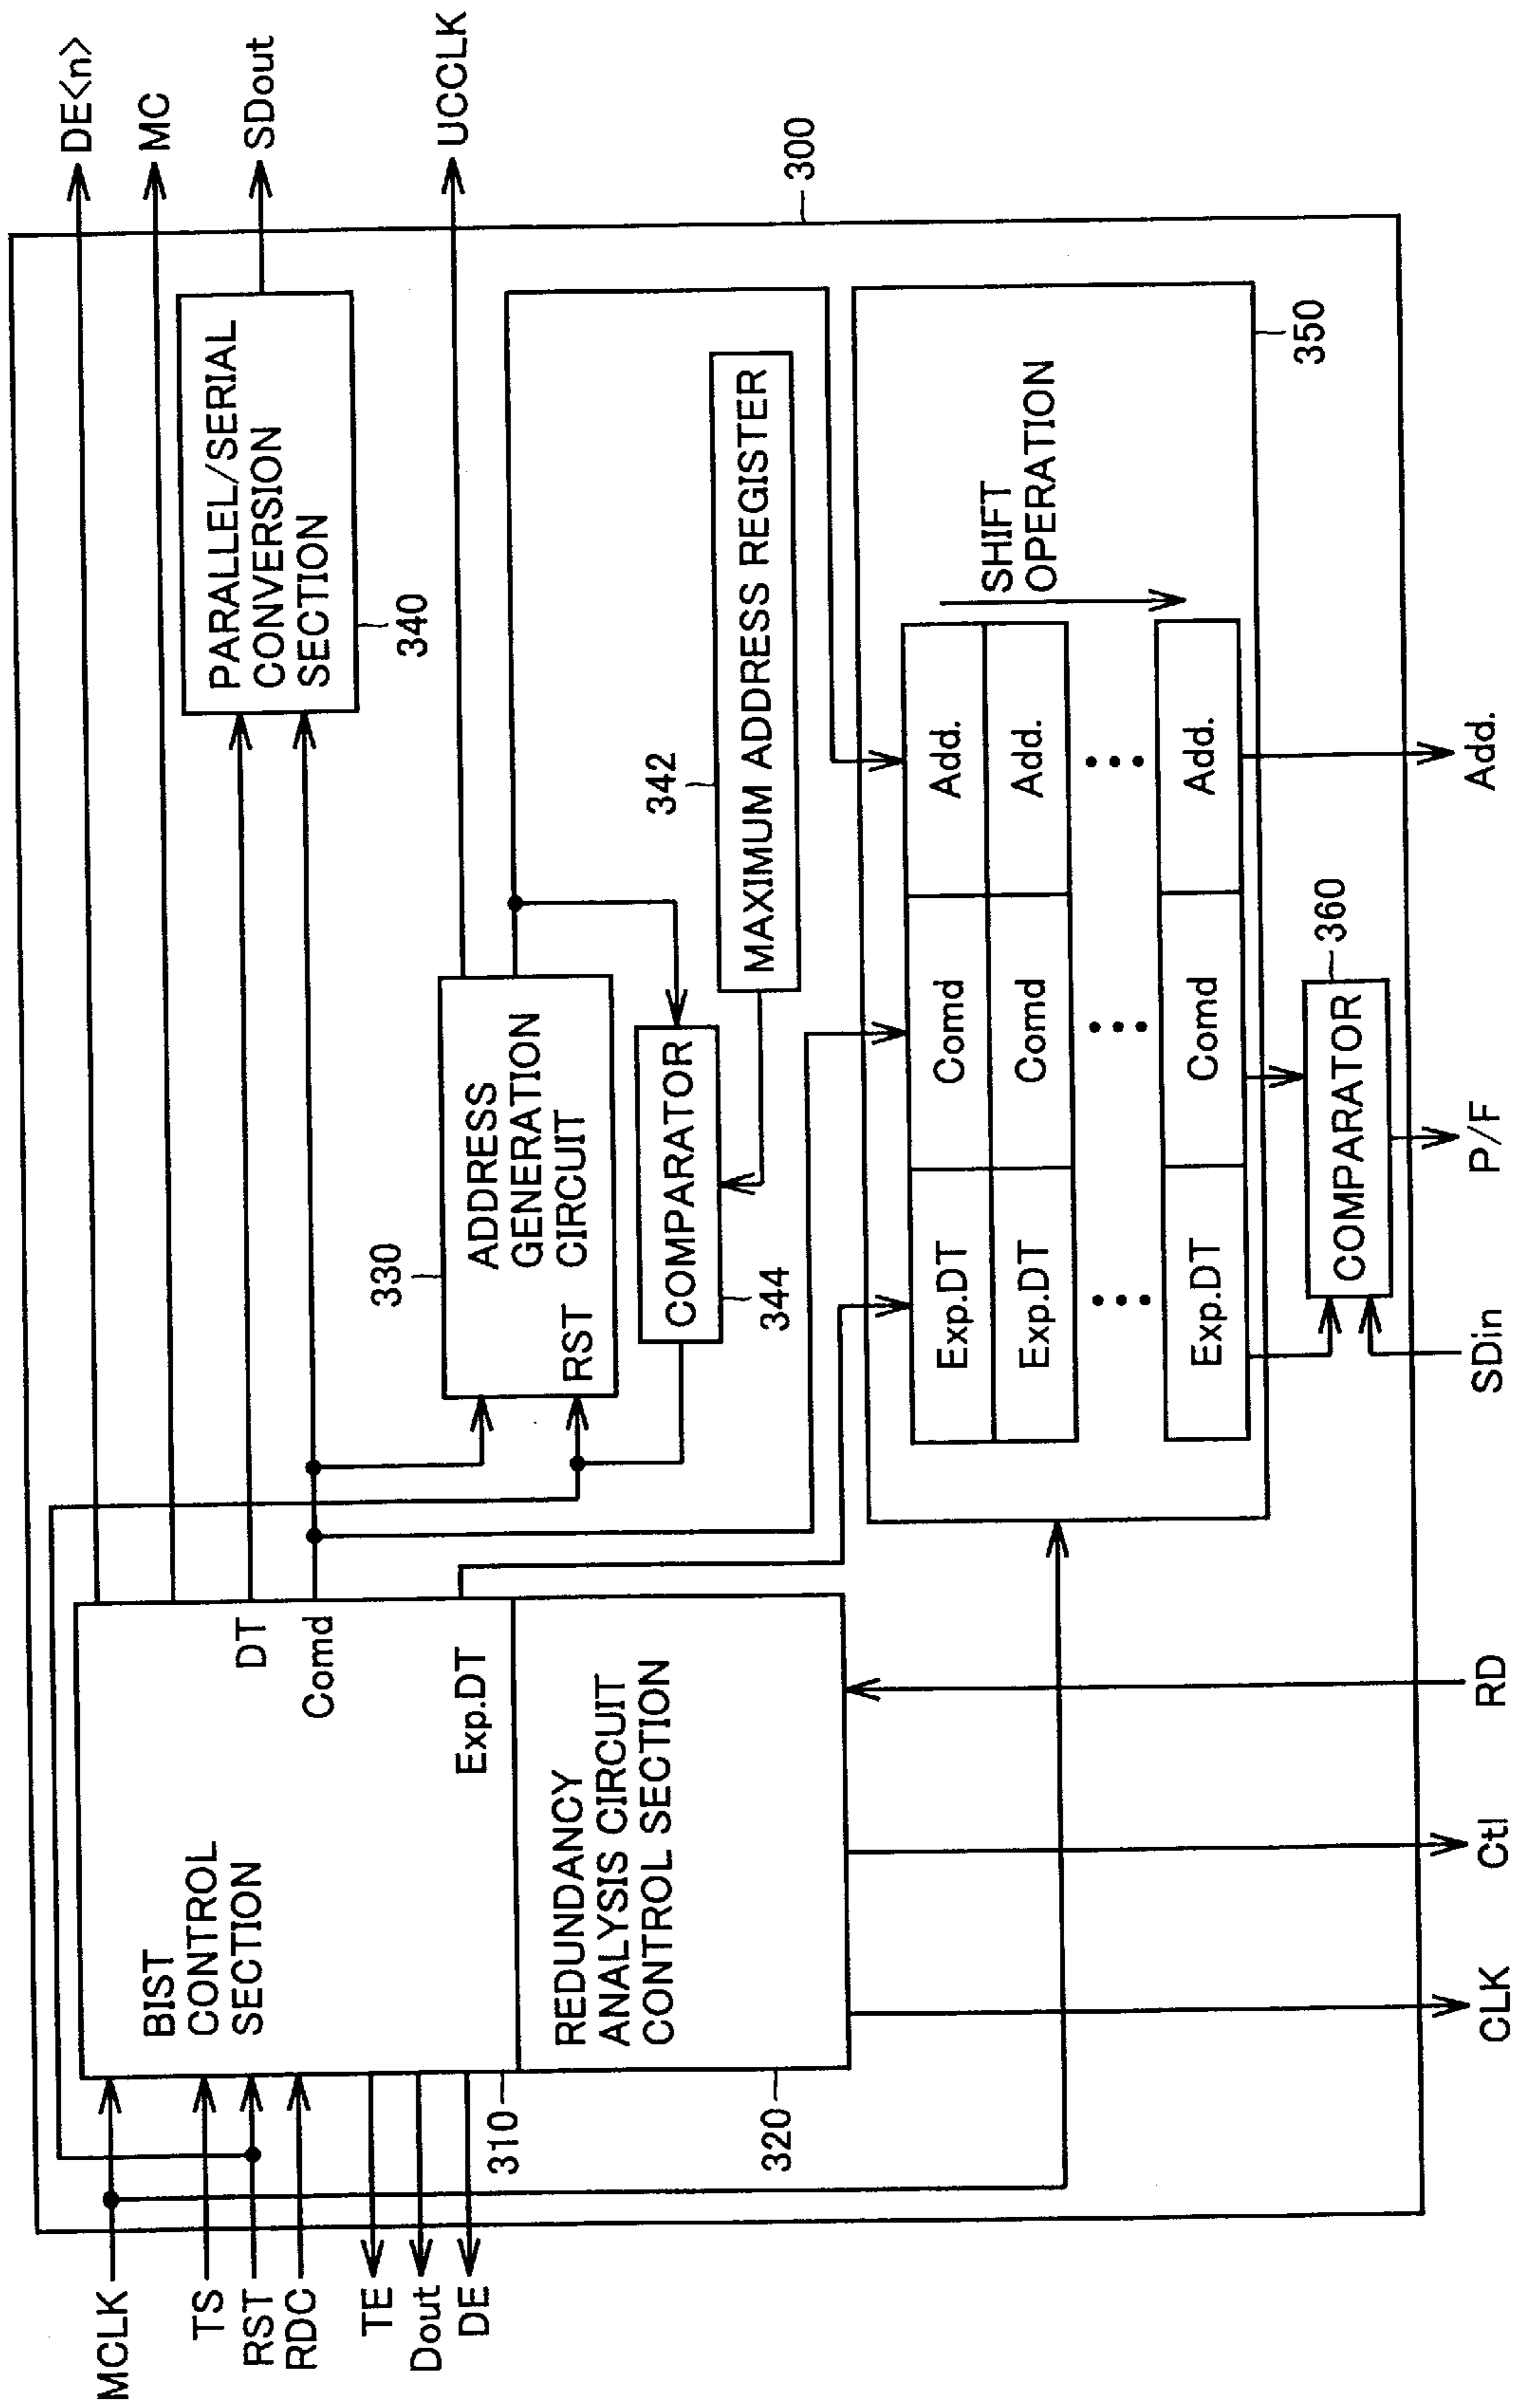 DE<n>
MC
SDout
UCCLK
300
PARALLEL/SERIAL
CONVERSION
SECTION
340
342
MAXIMUM ADDRESS REGISTER
330
ADDRESS
GENERATION
CIRCUIT
RST
COMPARATOR
344
SHIFT
OPERATION
350
Exp.DT Comd Add.
Exp.DT Comd Add.
Exp.DT Comd Add.
360
COMPARATOR
BIST
CONTROL
SECTION
DT
Comd
Exp.DT
310
REDUNDANCY
ANALYSIS CIRCUIT
CONTROL SECTION
320
MCLK
TS
RST
RDC
TE
Dout
DE
CLK
Ctl
RD
SDin
P/F
Add.